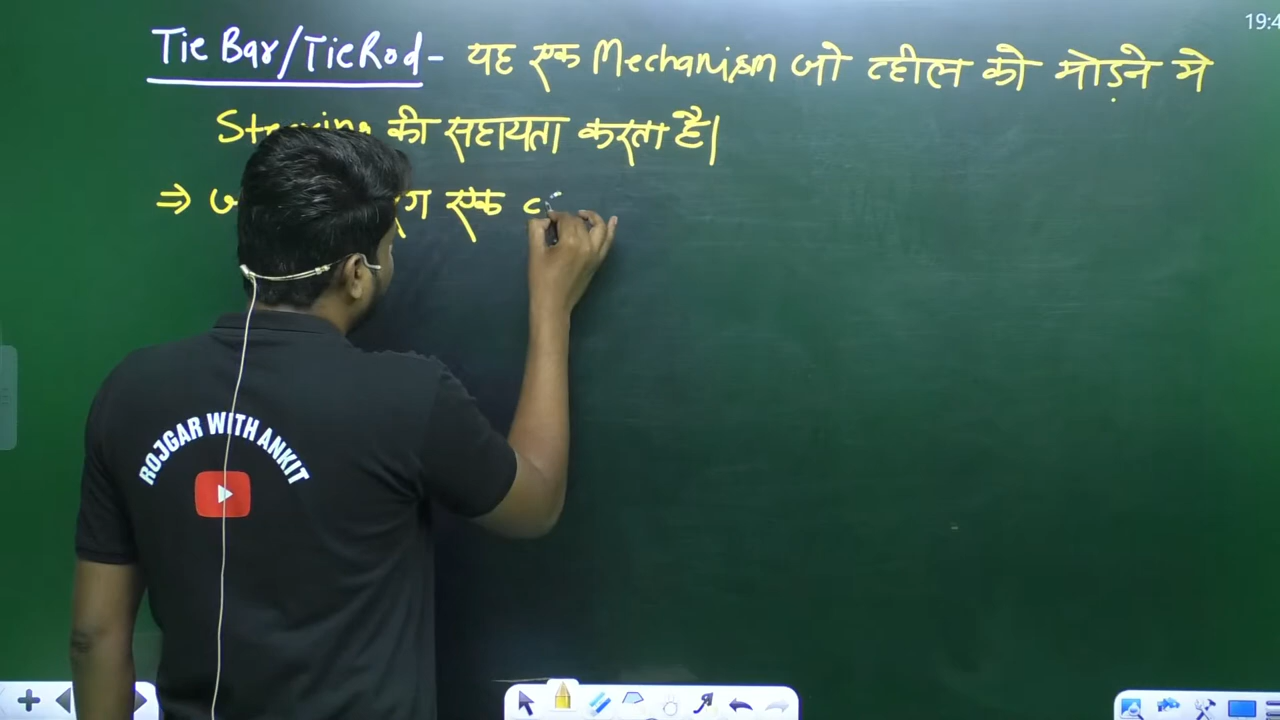 19:4
Tie Bar/Tie Rod - यह एक Mechanism जो व्हील को मोड़ने मे
की सहायता करता है।
⇒ एक
ROJGAR WITH ANKIT